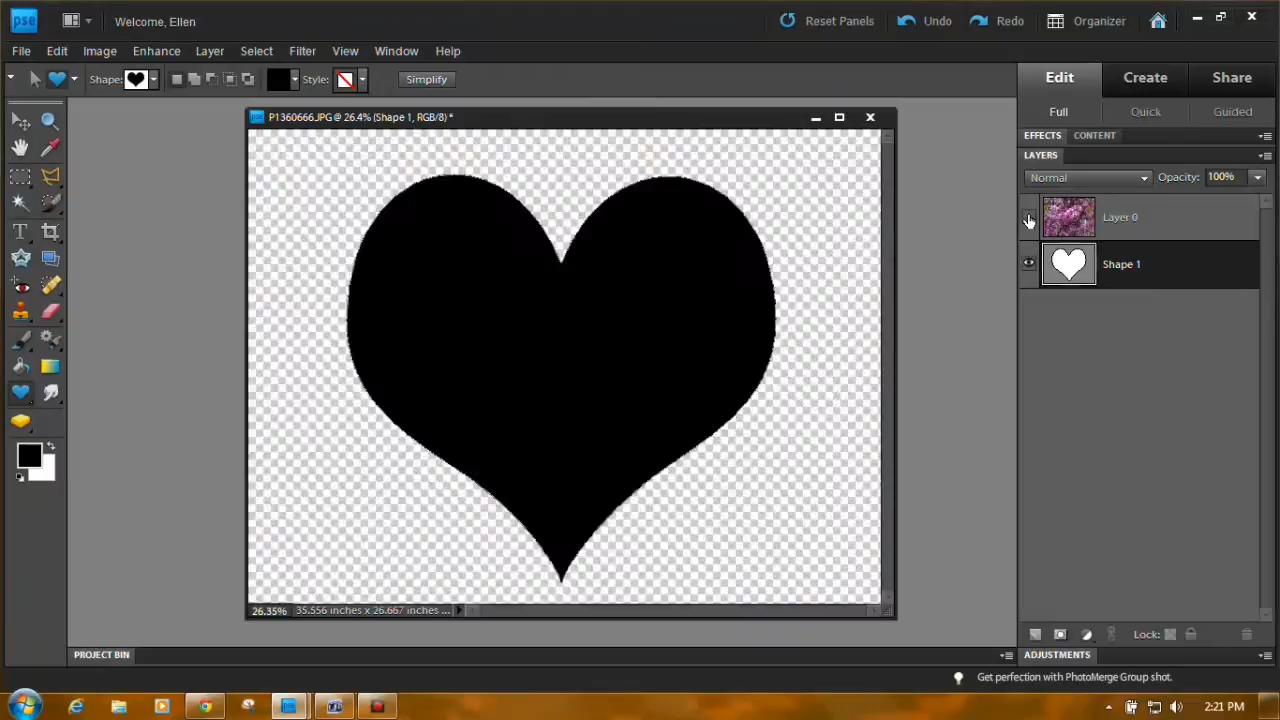 pse Welcome, Ellen Reset Panels Undo Redo Organizer
File Edit Image Enhance Layer Select Filter View Window Help
Shape: Style: Simplify
Edit Create Share
Full Quick Guided
EFFECTS CONTENT
LAYERS
Normal Opacity: 100%
Layer 0
Shape 1
pse P1360666.JPG @ 26.4% (Shape 1, RGB/8) *
T
26.35% 35.556 inches x 26.667 inches ...
Lock:
PROJECT BIN
ADJUSTMENTS
Get perfection with PhotoMerge Group shot.
pse
2:21 PM